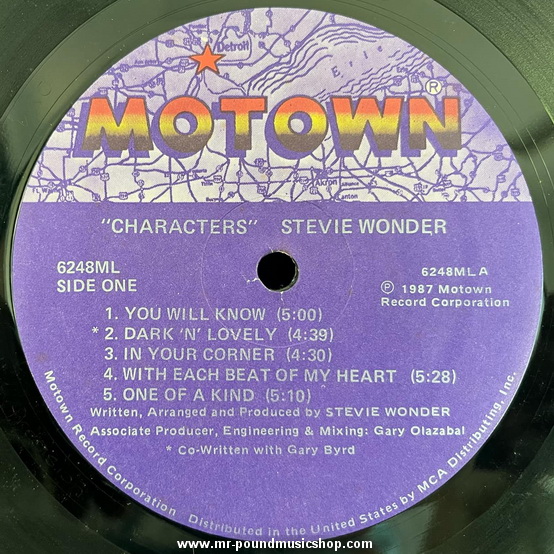 Detroit
Erie
MOTOWN®
Akron
Canton
"CHARACTERS" STEVIE WONDER
6248ML
SIDE ONE
6248ML A
℗ 1987 Motown
Record Corporation
1. YOU WILL KNOW (5:00)
* 2. DARK 'N' LOVELY (4:39)
3. IN YOUR CORNER (4:30)
4. WITH EACH BEAT OF MY HEART (5:28)
5. ONE OF A KIND (5:10)
Written, Arranged and Produced by STEVIE WONDER
Associate Producer, Engineering & Mixing: Gary Olazabal
* Co-Written with Gary Byrd
Motown Record Corporation Distributed in the United States by MCA Distributing, Inc.
www.mr-poundmusicshop.com